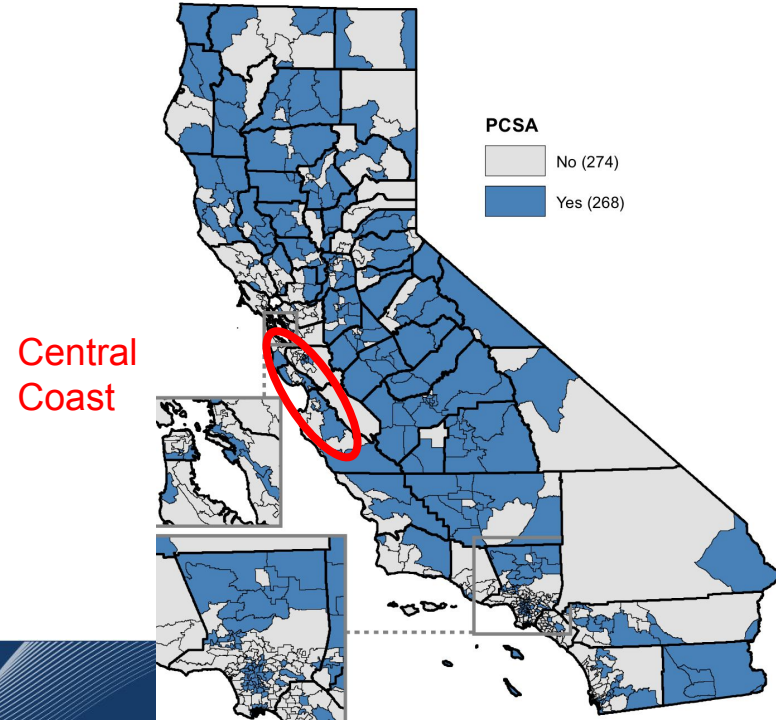 PCSA
No (274)
Yes (268)
Central
Coast